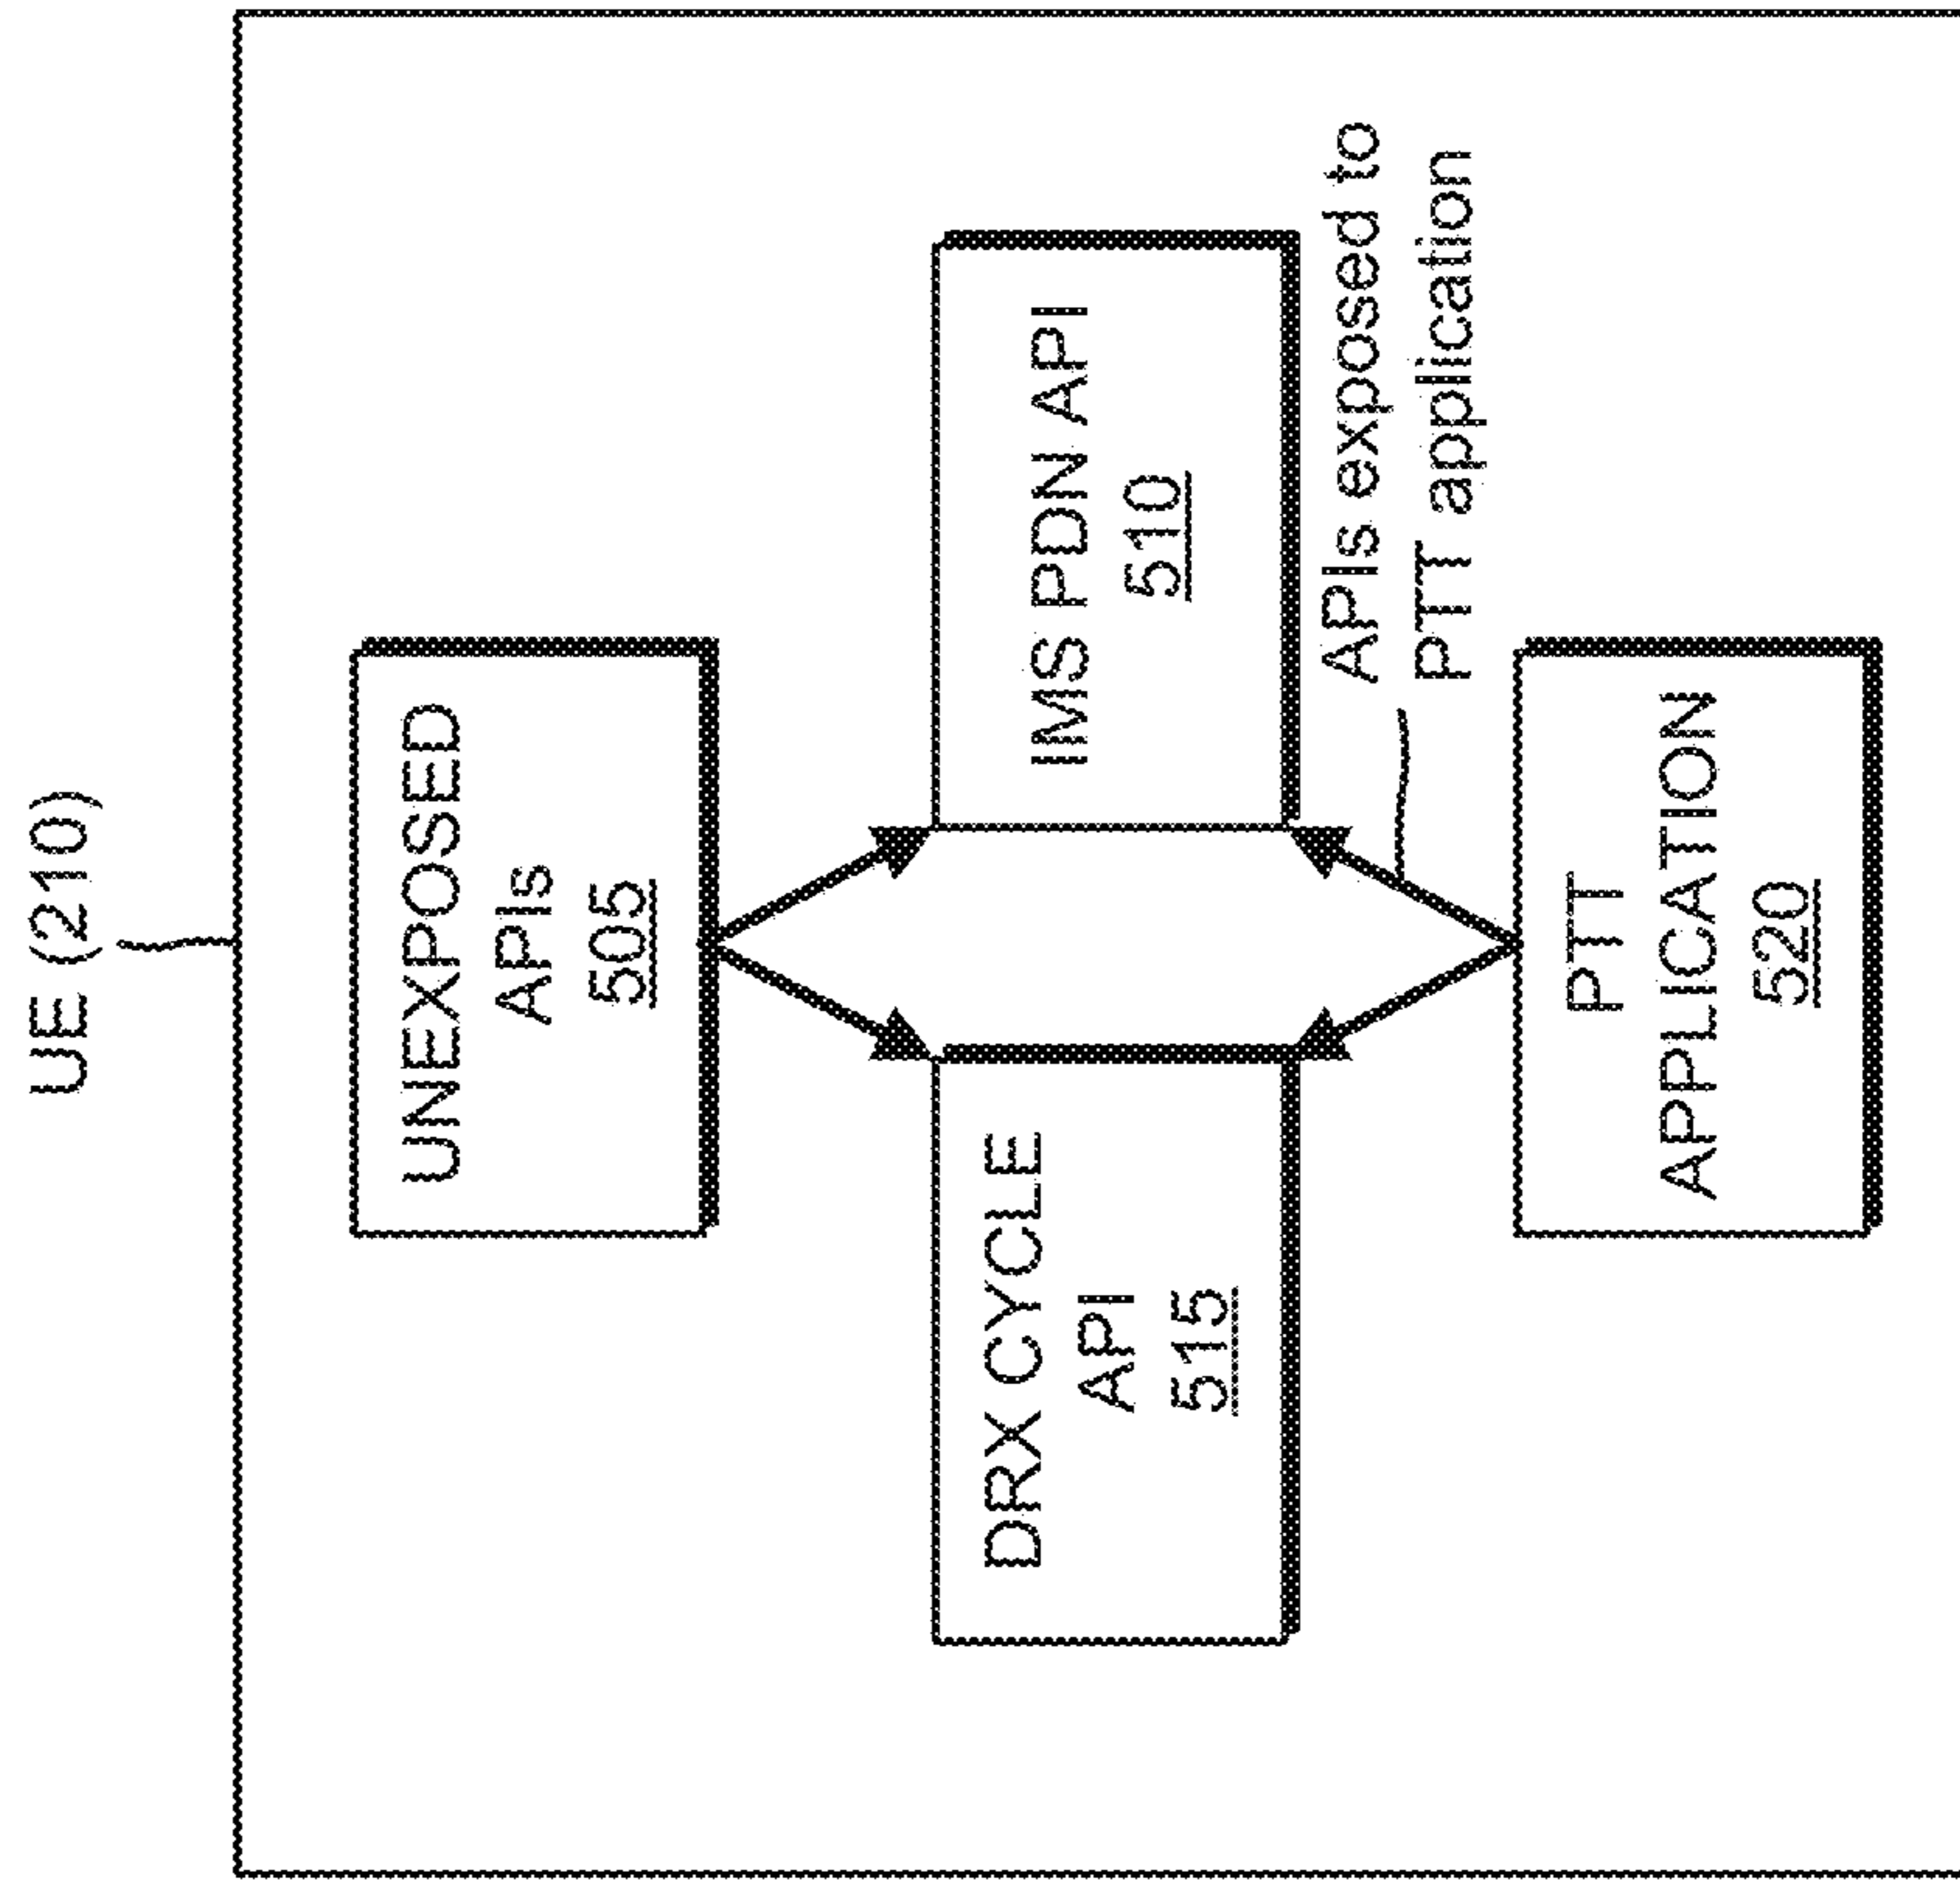 UE (210)
UNEXPOSED
APIs
505
DRX CYCLE
API
515
IMS PDN API
510
APIs exposed to
PTT application
PTT
APPLICATION
520